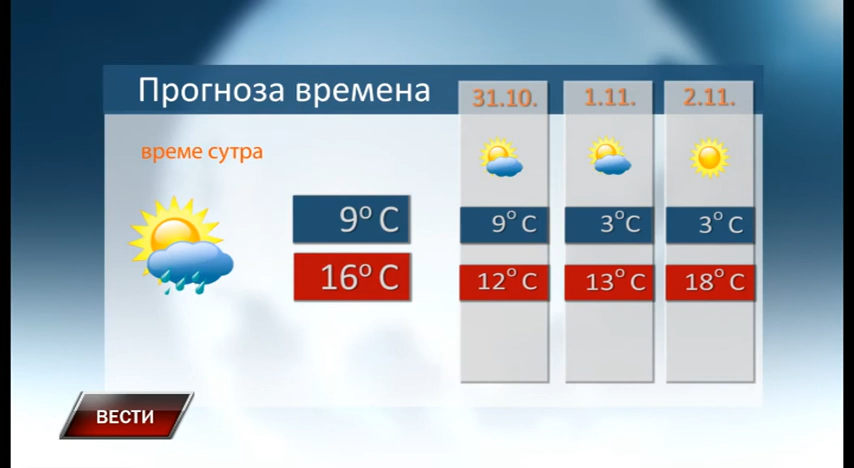 Прогноза времена
време сутра
9° C
16° C
31.10.
9° C
12° C
1.11.
3°C
13° C
2.11.
3° C
18° C
ВЕСТИ